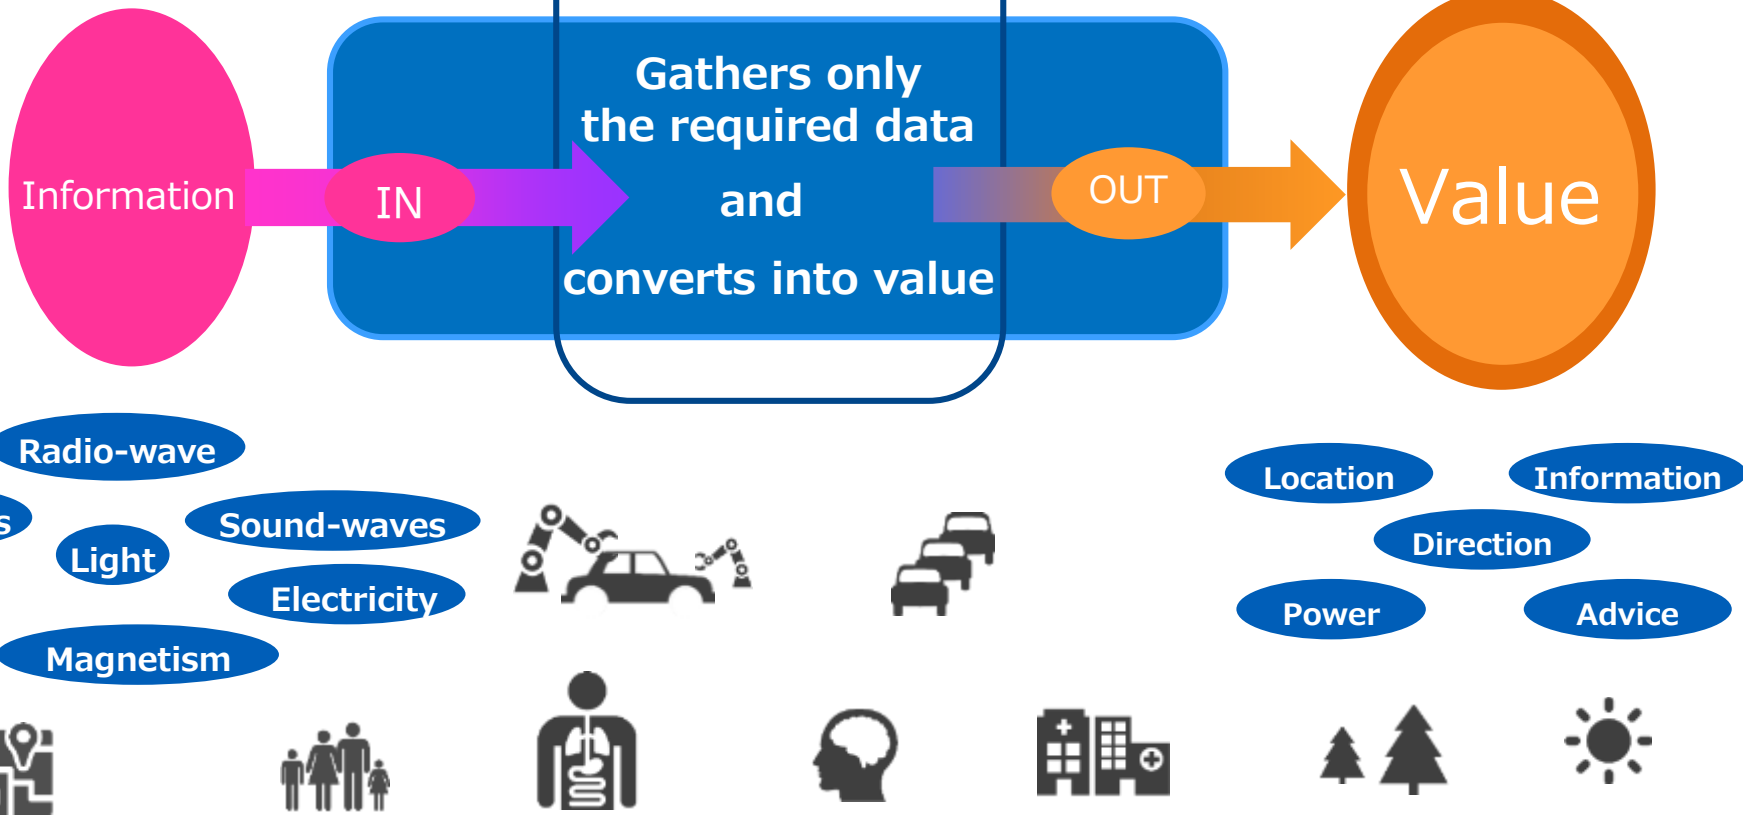 Gathers only
the required data
and
converts into value
Information
IN
OUT
Value
Radio-wave
s
Light
Sound-waves
Electricity
Magnetism
Location
Information
Direction
Power
Advice